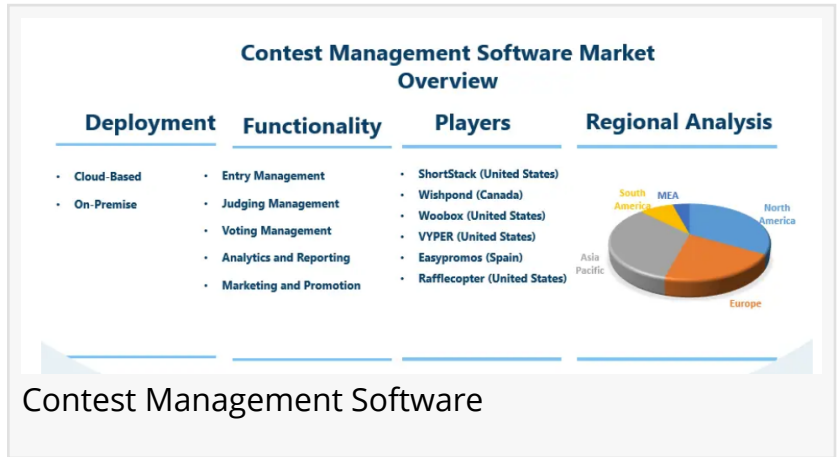 Contest Management Software Market
Overview
Deployment
• Cloud-Based
• On-Premise
Functionality
• Entry Management
• Judging Management
• Voting Management
• Analytics and Reporting
• Marketing and Promotion
Players
• ShortStack (United States)
• Wishpond (Canada)
• Woobox (United States)
• VYPER (United States)
• Easypromos (Spain)
• Rafflecopter (United States)
Regional Analysis
South
America
MEA
North
America
Asia
Pacific
Europe
Contest Management Software